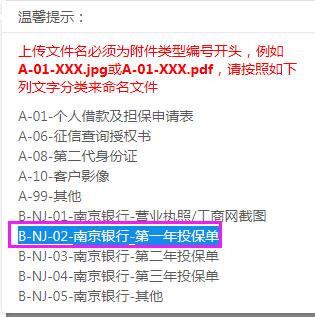 温馨提示：
上传文件名必须为附件类型编号开头，例如
A-01-XXX.jpg或A-01-XXX.pdf，请按照如下
列文字分类来命名文件
A-01-个人借款及担保申请表
A-06-征信查询授权书
A-08-第二代身份证
A-10-客户影像
A-99-其他
B-NJ-01-南京银行-营业执照/工商网截图
B-NJ-02-南京银行-第一年投保单
B-NJ-03-南京银行-第二年投保单
B-NJ-04-南京银行-第三年投保单
B-NJ-05-南京银行-其他